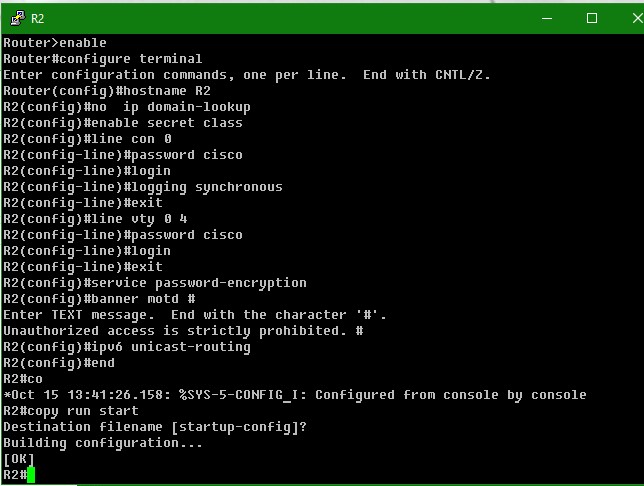 R2
Router>enable
Router#configure terminal
Enter configuration commands, one per line.  End with CNTL/Z.
Router(config)#hostname R2
R2(config)#no  ip domain-lookup
R2(config)#enable secret class
R2(config)#line con 0
R2(config-line)#password cisco
R2(config-line)#login
R2(config-line)#logging synchronous
R2(config-line)#exit
R2(config)#line vty 0 4
R2(config-line)#password cisco
R2(config-line)#login
R2(config-line)#exit
R2(config)#service password-encryption
R2(config)#banner motd #
Enter TEXT message.  End with the character '#'.
Unauthorized access is strictly prohibited. #
R2(config)#ipv6 unicast-routing
R2(config)#end
R2#co
*Oct 15 13:41:26.158: %SYS-5-CONFIG_I: Configured from console by console
R2#copy run start
Destination filename [startup-config]?
Building configuration...
[OK]
R2#